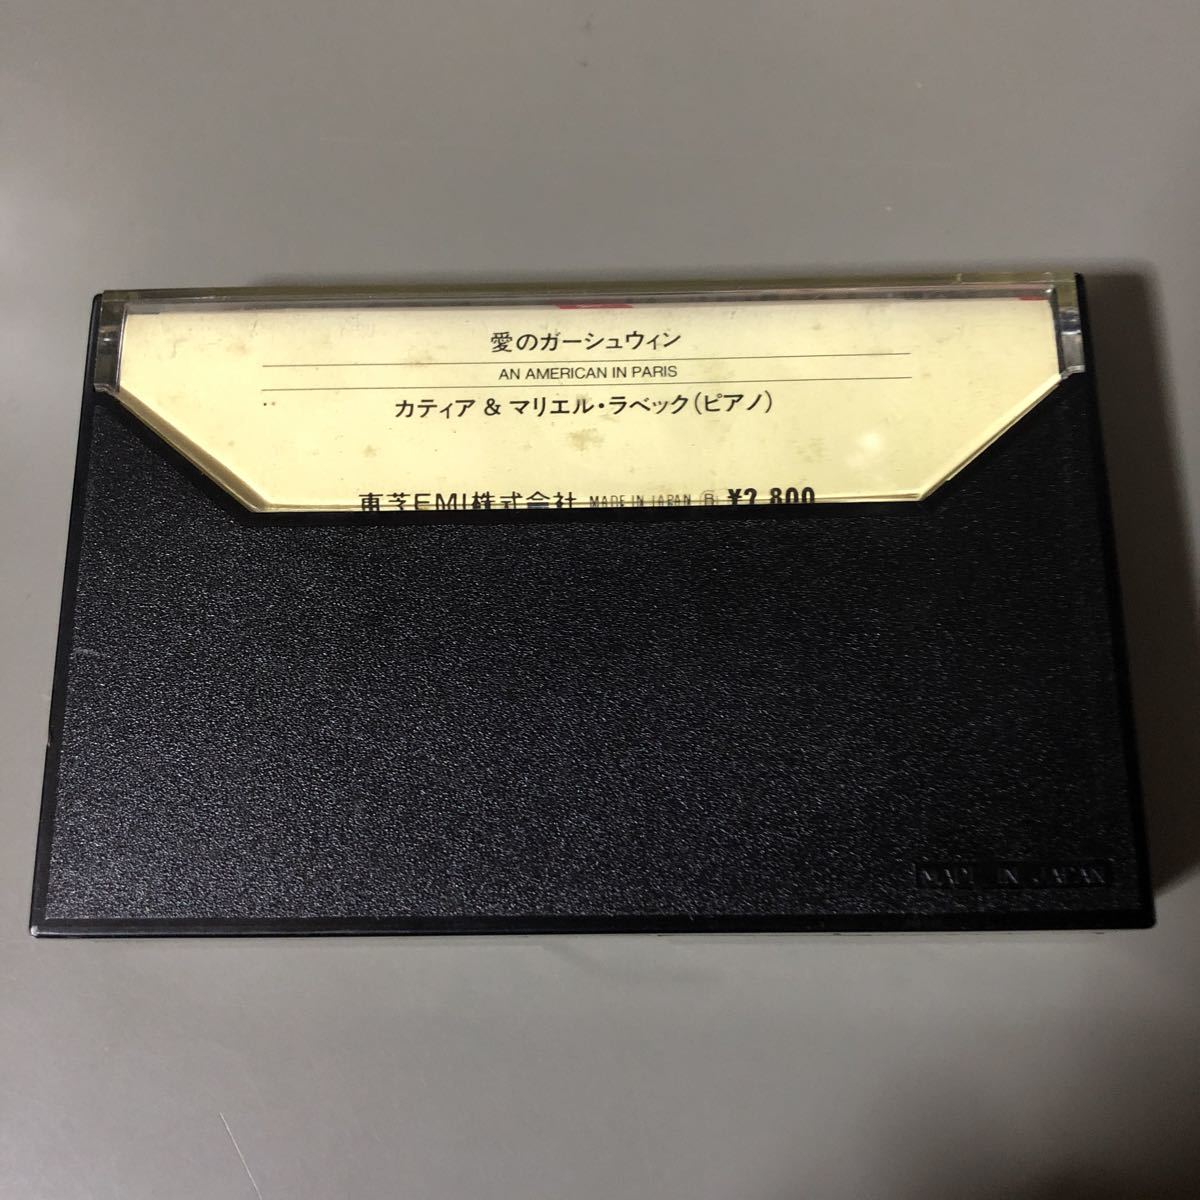 愛のガーシュウィン
AN AMERICAN IN PARIS
カティア & マリエル・ラベック(ピアノ)
東芝EMI株式会社 MADE IN JAPAN Ⓡ ¥2,800
MADE IN JAPAN